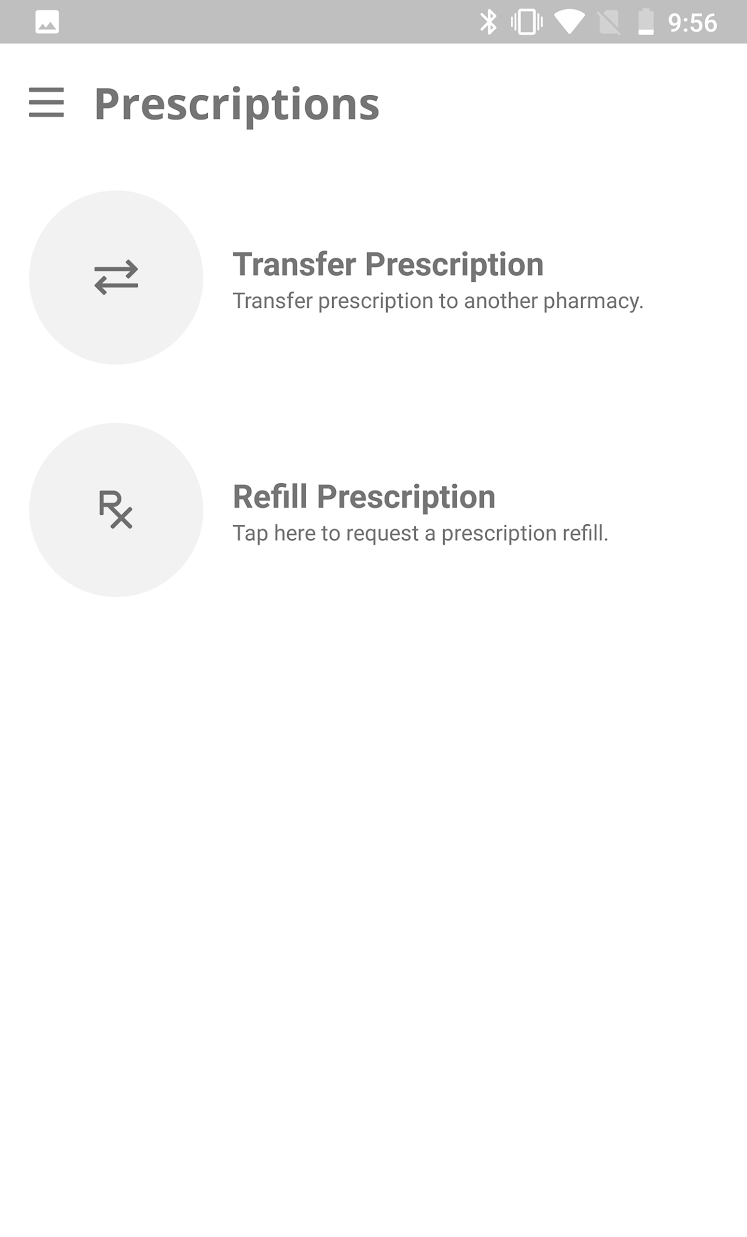 9:56
Prescriptions
Transfer Prescription
Transfer prescription to another pharmacy.
Rx
Refill Prescription
Tap here to request a prescription refill.